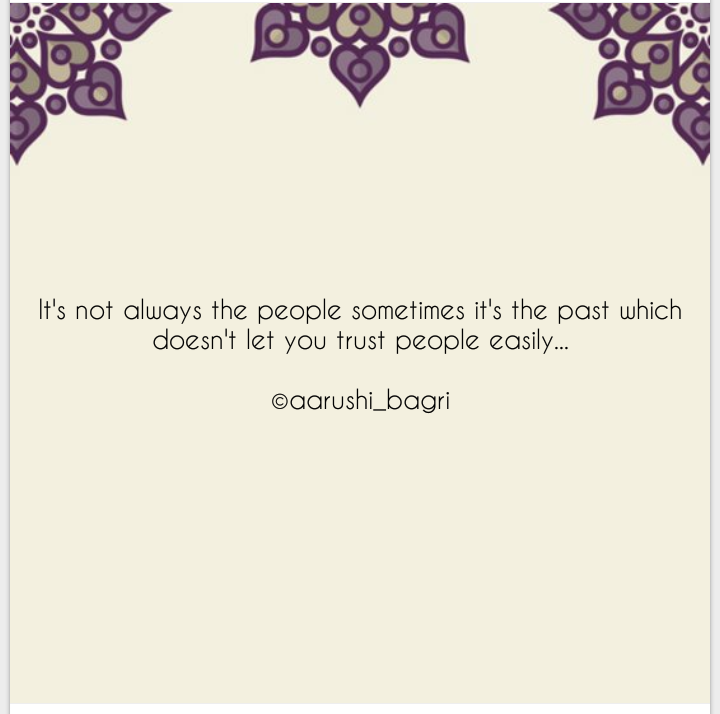 It's not always the people sometimes it's the past which
doesn't let you trust people easily...
©aarushi_bagri